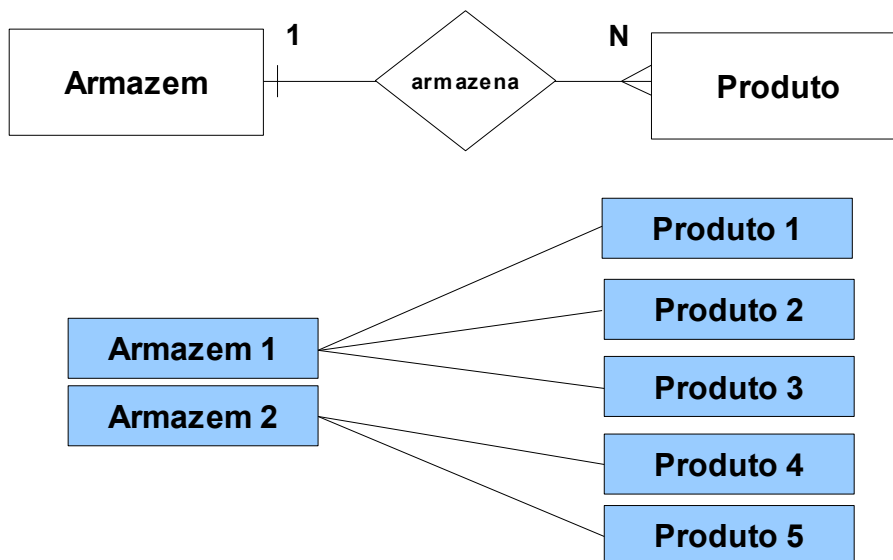 1
N
Armazem
armazena
Produto
Produto 1
Produto 2
Armazem 1
Produto 3
Armazem 2
Produto 4
Produto 5